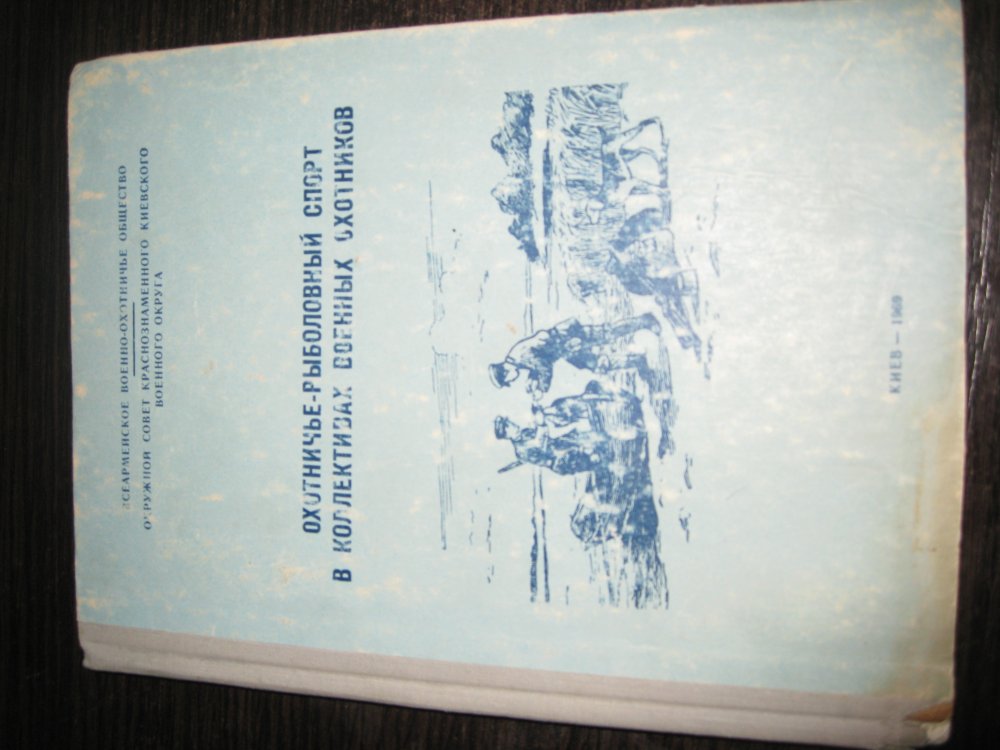 ВСЕАРМЕЙСКОЕ ВОЕННО-ОХОТНИЧЬЕ ОБЩЕСТВО
ОКРУЖНОЙ СОВЕТ КРАСНОЗНАМЕННОГО КИЕВСКОГО
ВОЕННОГО ОКРУГА
ОХОТНИЧЬЕ-РЫБОЛОВНЫЙ СПОРТ
В КОЛЛЕКТИВАХ ВОЕННЫХ ОХОТНИКОВ
КИЕВ — 1969